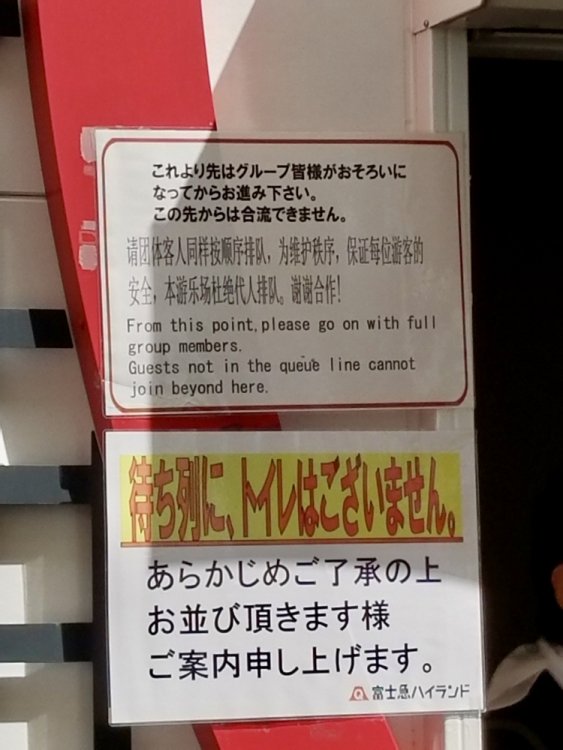 これより先はグループ皆様がおそろいに
なってからお進み下さい。
この先からは合流できません。
请团体客人同样按顺序排队，为维护秩序，保证每位游客的
安全，本游乐场杜绝代人排队。谢谢合作！
From this point,please go on with full
group members.
Guests not in the queue line cannot
join beyond here.
待ち列に、トイレはございません。
あらかじめご了承の上
お並び頂きます様
ご案内申し上げます。
富士急ハイランド